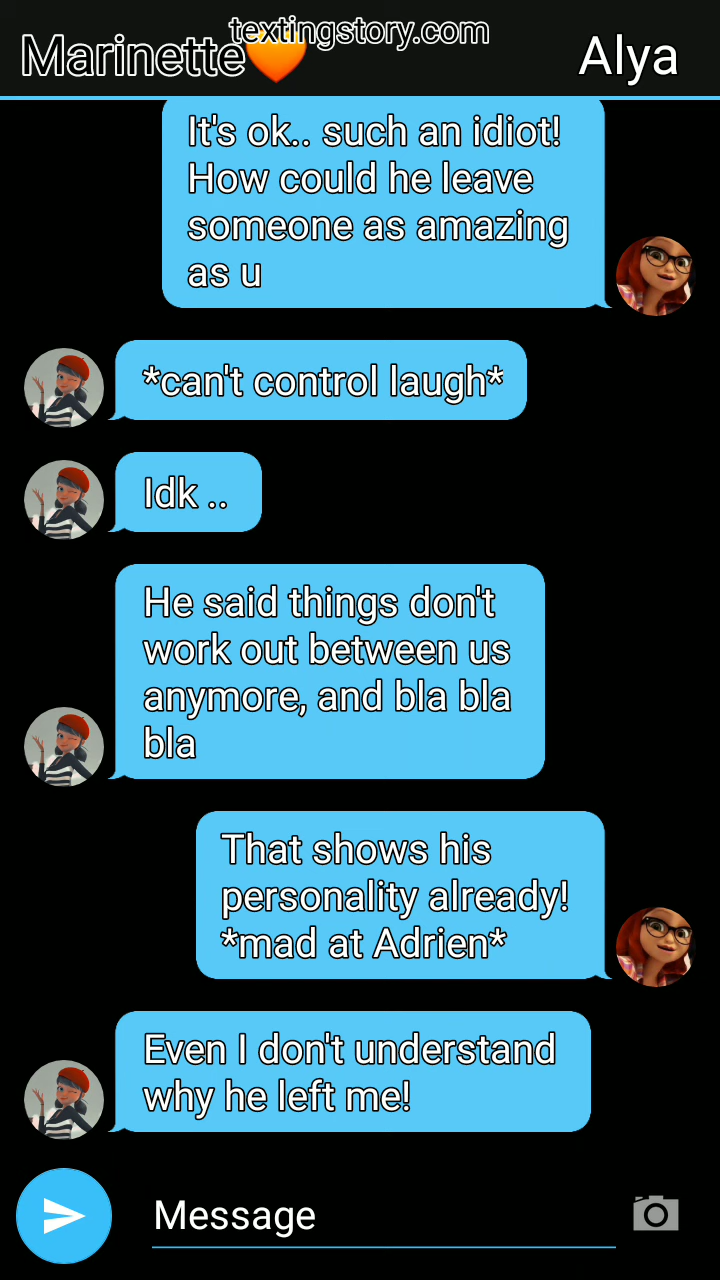 textingstory.com
Marinette🧡
Alya
It's ok.. such an idiot!
How could he leave
someone as amazing
as u
*can't control laugh*
Idk ..
He said things don't
work out between us
anymore, and bla bla
bla
That shows his
personality already!
*mad at Adrien*
Even I don't understand
why he left me!
Message